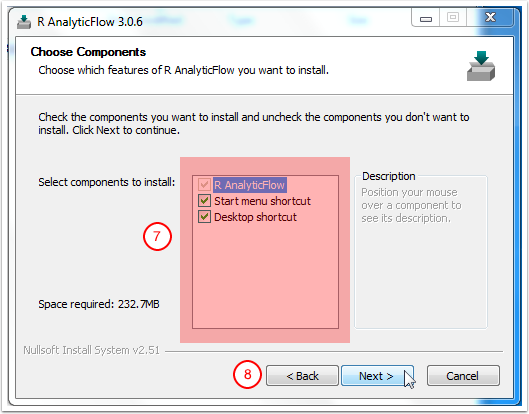 R AnalyticFlow 3.0.6
Choose Components
Choose which features of R AnalyticFlow you want to install.
Check the components you want to install and uncheck the components you don't want to
install. Click Next to continue.
Select components to install:
R AnalyticFlow
Start menu shortcut
Desktop shortcut
Description
Position your mouse
over a component to
see its description.
7
Space required: 232.7MB
Nullsoft Install System v2.51
8
< Back
Next >
Cancel